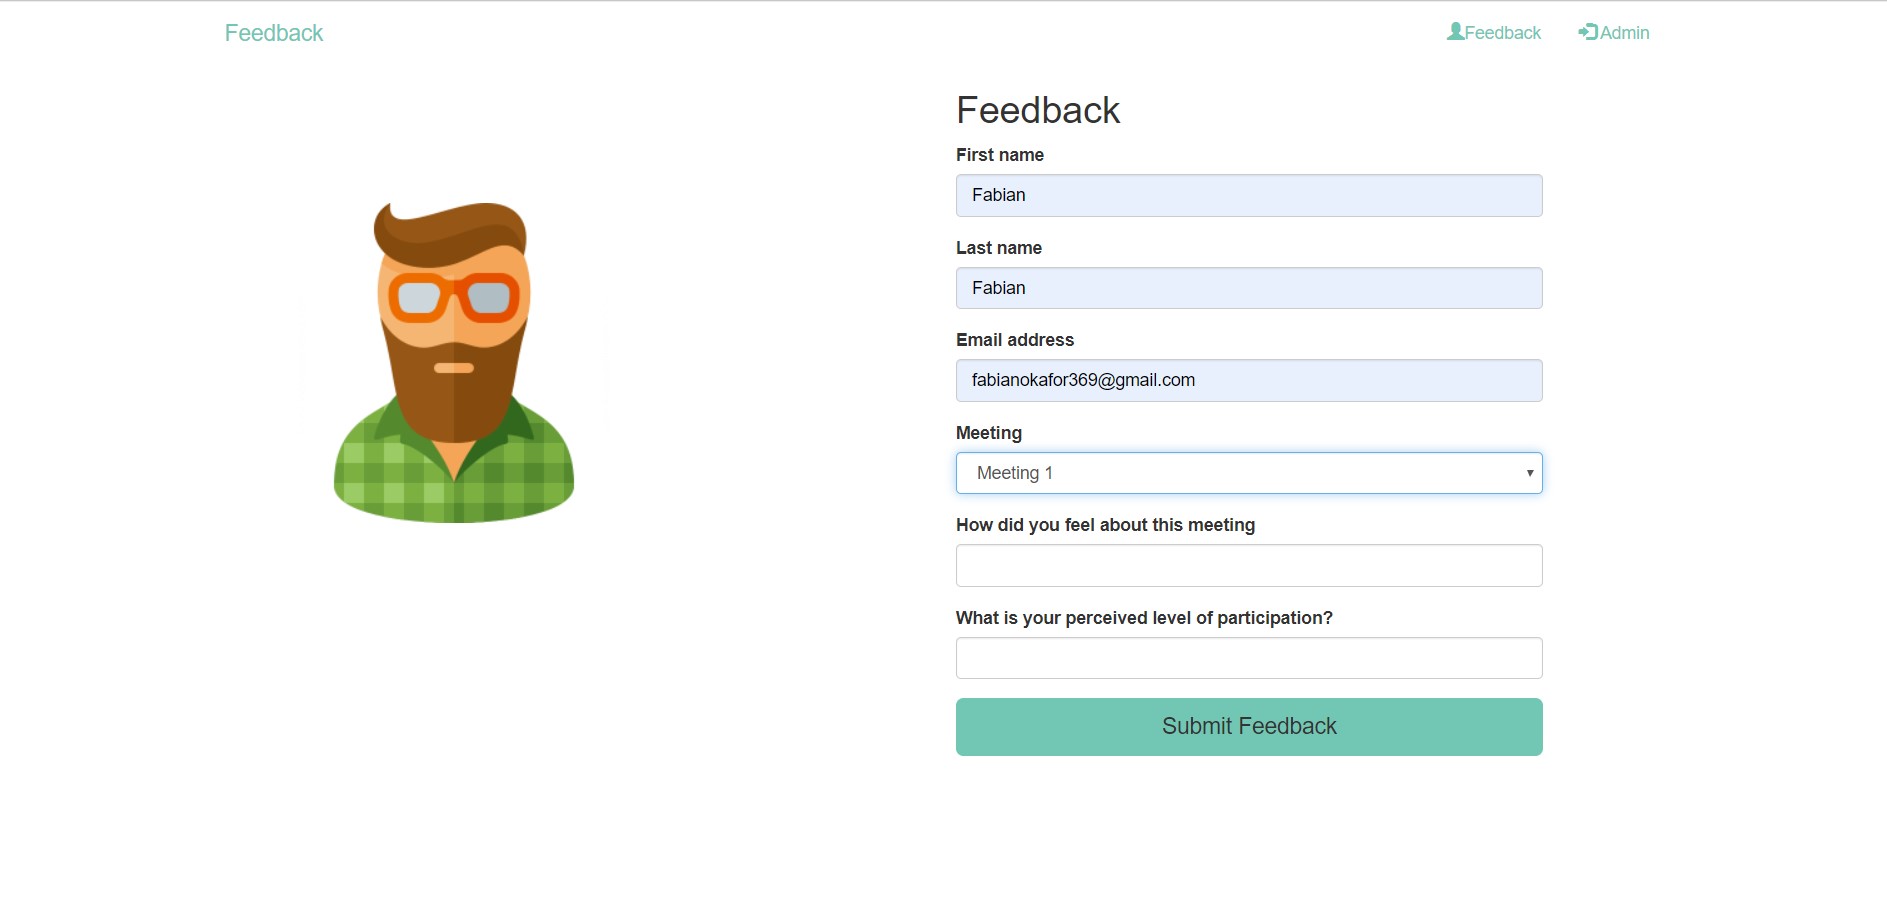 Feedback
Feedback
Admin
Feedback
First name
Fabian
Last name
Fabian
Email address
fabianokafor369@gmail.com
Meeting
Meeting 1
How did you feel about this meeting
What is your perceived level of participation?
Submit Feedback